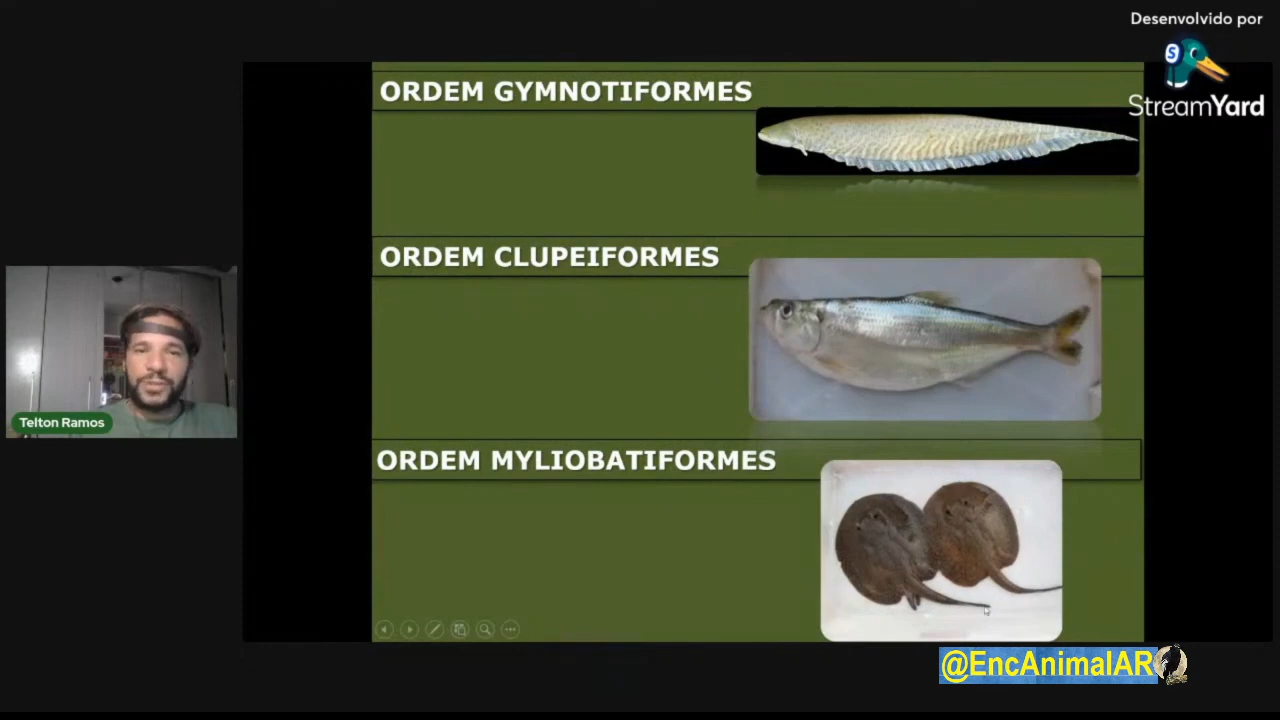 Desenvolvido por
S
StreamYard
ORDEM GYMNOTIFORMES
ORDEM CLUPEIFORMES
Telton Ramos
ORDEM MYLIOBATIFORMES
@EncAnimalAR